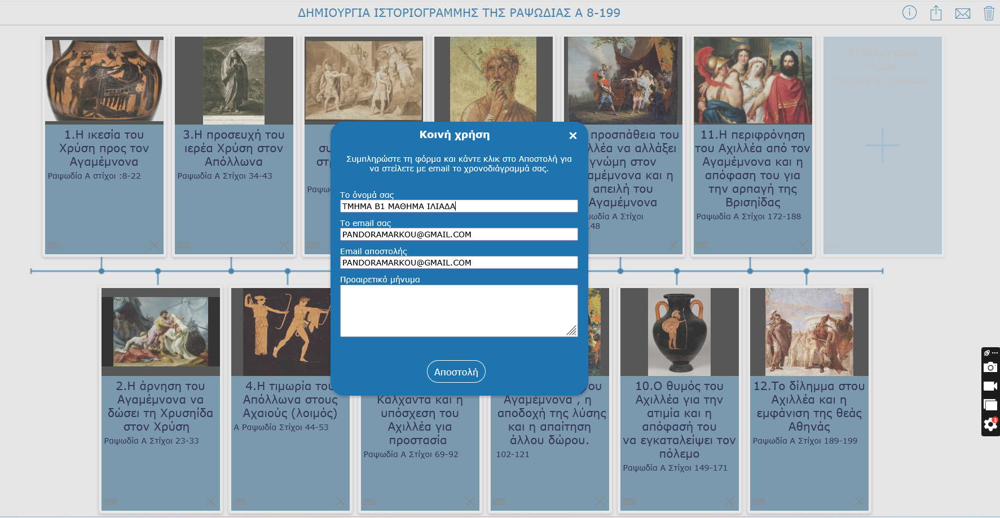 ΔΗΜΙΟΥΡΓΙΑ ΙΣΤΟΡΙΟΓΡΑΜΜΗΣ ΤΗΣ ΡΑΨΩΔΙΑΣ Α 8-199
1.Η ικεσία του
Χρύση προς τον
Αγαμέμνονα
Ραψωδία Α στίχοι :8-22
3.Η προσευχή του
ιερέα Χρύση στον
Απόλλωνα
Ραψωδία Α Στίχοι 34-43
προσπάθεια του
να αλλάξει
γνώμη στον
και η
απειλή του
Αγαμέμνονα
Στίχοι
11.Η περιφρόνηση
του Αχιλλέα από τον
Αγαμέμνονα και η
απόφαση του για
την αρπαγή της
Βρισηίδας
Ραψωδία Α Στίχοι 172-188
Επεξεργασία
τίτλου
Κοινή χρήση
Συμπληρώστε τη φόρμα και κάντε κλικ στο Αποστολή για
να στείλετε με email το χρονοδιάγραμμά σας.
Το όνομά σας
ΤΜΗΜΑ Β1 ΜΑΘΗΜΑ ΙΛΙΑΔΑ
Το email σας
PANDORAMARKOU@GMAIL.COM
Email αποστολής
PANDORAMARKOU@GMAIL.COM
Προαιρετικό μήνυμα
Αποστολή
2.Η άρνηση του
Αγαμέμνονα να
δώσει τη Χρυσηίδα
στον Χρύση
Ραψωδία Α Στίχοι 23-33
4.Η τιμωρία του
Απόλλωνα στους
Αχαιούς (λοιμός)
Α Ραψωδία Στίχοι 44-53
Κάλχαντα και η
υπόσχεση του
Αχιλλέα για
προστασία
Ραψωδία Α Στίχοι 69-92
Αγαμέμνονα , η
αποδοχή της λύσης
και η απαίτηση
άλλου δώρου.
102-121
10.Ο θυμός του
Αχιλλέα για την
ατιμία και η
απόφασή του
να εγκαταλείψει τον
πόλεμο
Ραψωδία Α Στίχοι 149-171
12.Το δίλημμα στου
Αχιλλέα και η
εμφάνιση της θεάς
Αθηνάς
Ραψωδία Α Στίχοι 189-199
3